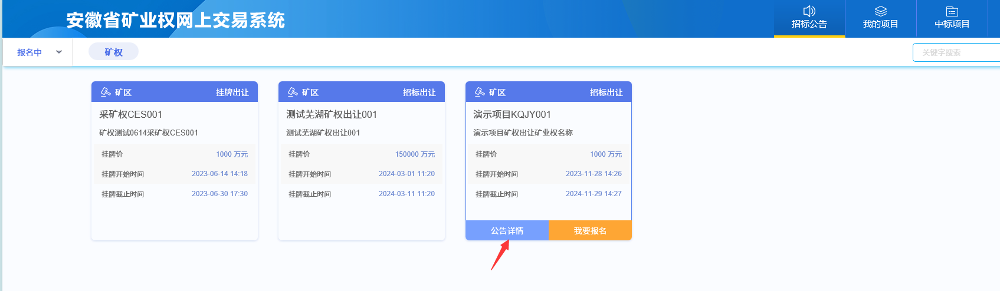 安徽省矿业权网上交易系统
招标公告
我的项目
中标项目
报名中
矿权
关键字搜索
矿区 挂牌出让
采矿权CES001
矿权测试0614采矿权CES001
挂牌价 1000 万元
挂牌开始时间 2023-06-14 14:18
挂牌截止时间 2023-06-30 17:30
矿区 招标出让
测试芜湖矿权出让001
测试芜湖矿权出让001
挂牌价 150000 万元
挂牌开始时间 2024-03-01 11:20
挂牌截止时间 2024-03-11 11:20
矿区 招标出让
演示项目KQJY001
演示项目矿权出让矿业权名称
挂牌价 1000 万元
挂牌开始时间 2023-11-28 14:26
挂牌截止时间 2024-11-29 14:27
公告详情 我要报名